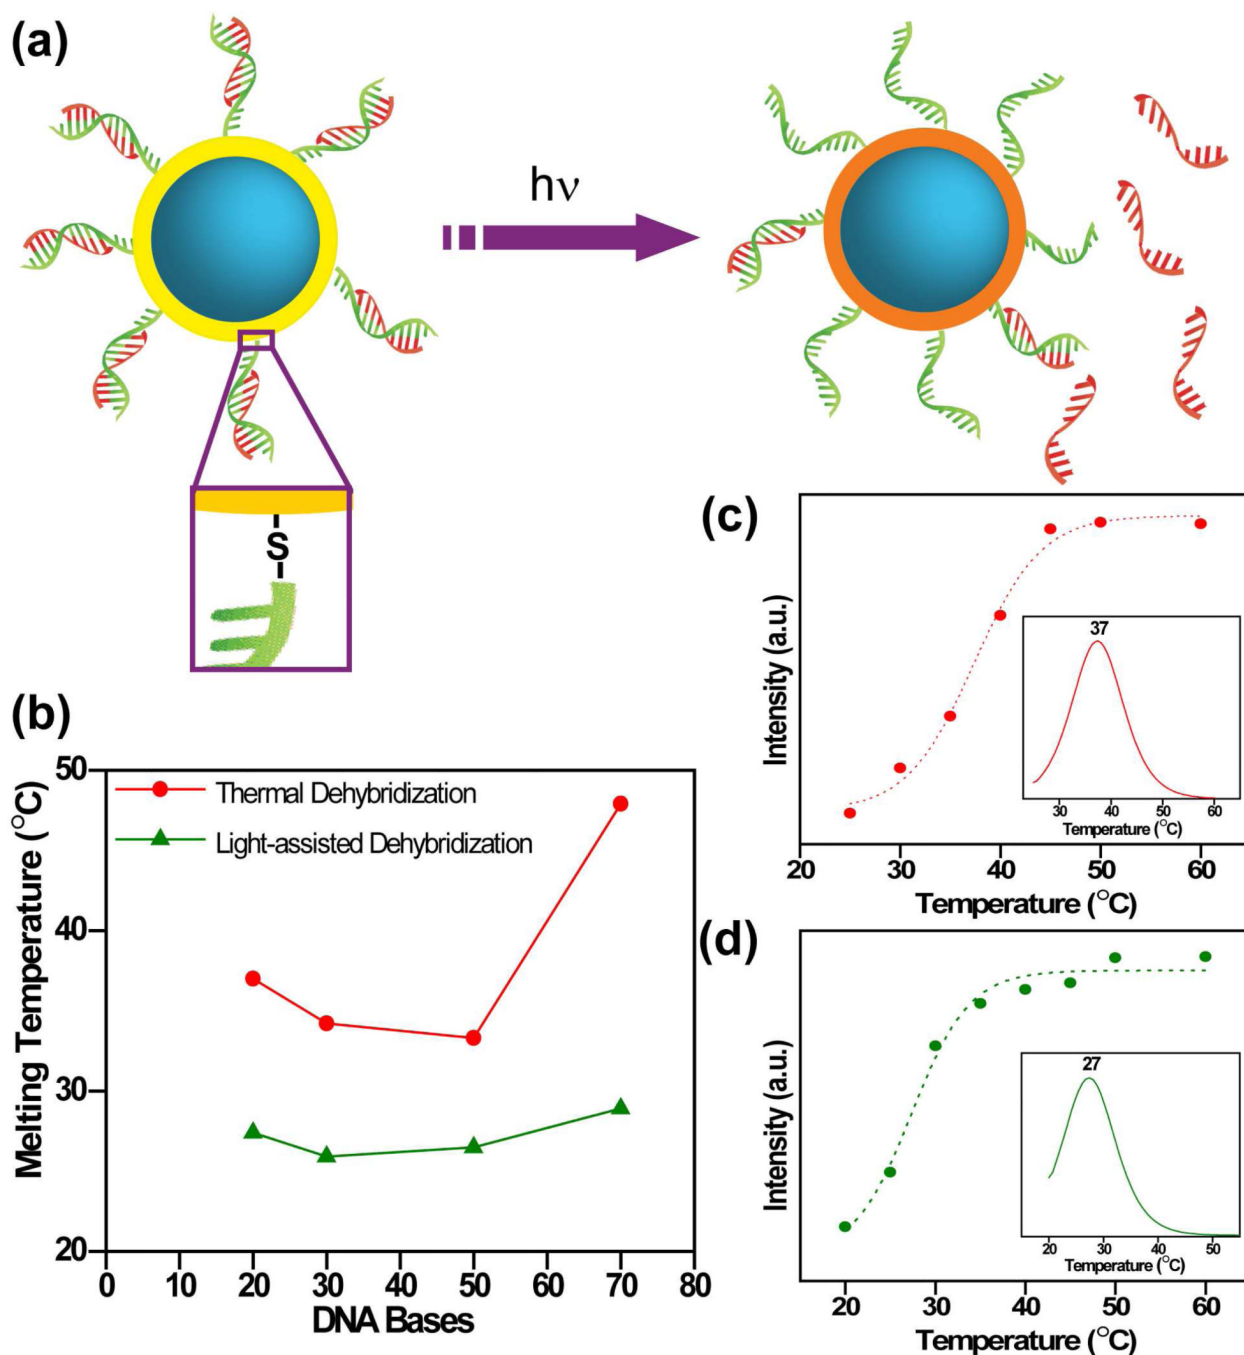 (a)
hν
S
(b)
50
40
30
20
Melting Temperature (°C)
Thermal Dehybridization
Light-assisted Dehybridization
0 10 20 30 40 50 60 70 80
DNA Bases
(c)
Intensity (a.u.)
37
30 40 50 60
Temperature (°C)
20 30 40 50 60
Temperature (°C)
(d)
Intensity (a.u.)
27
20 30 40 50
Temperature (°C)
20 30 40 50 60
Temperature (°C)